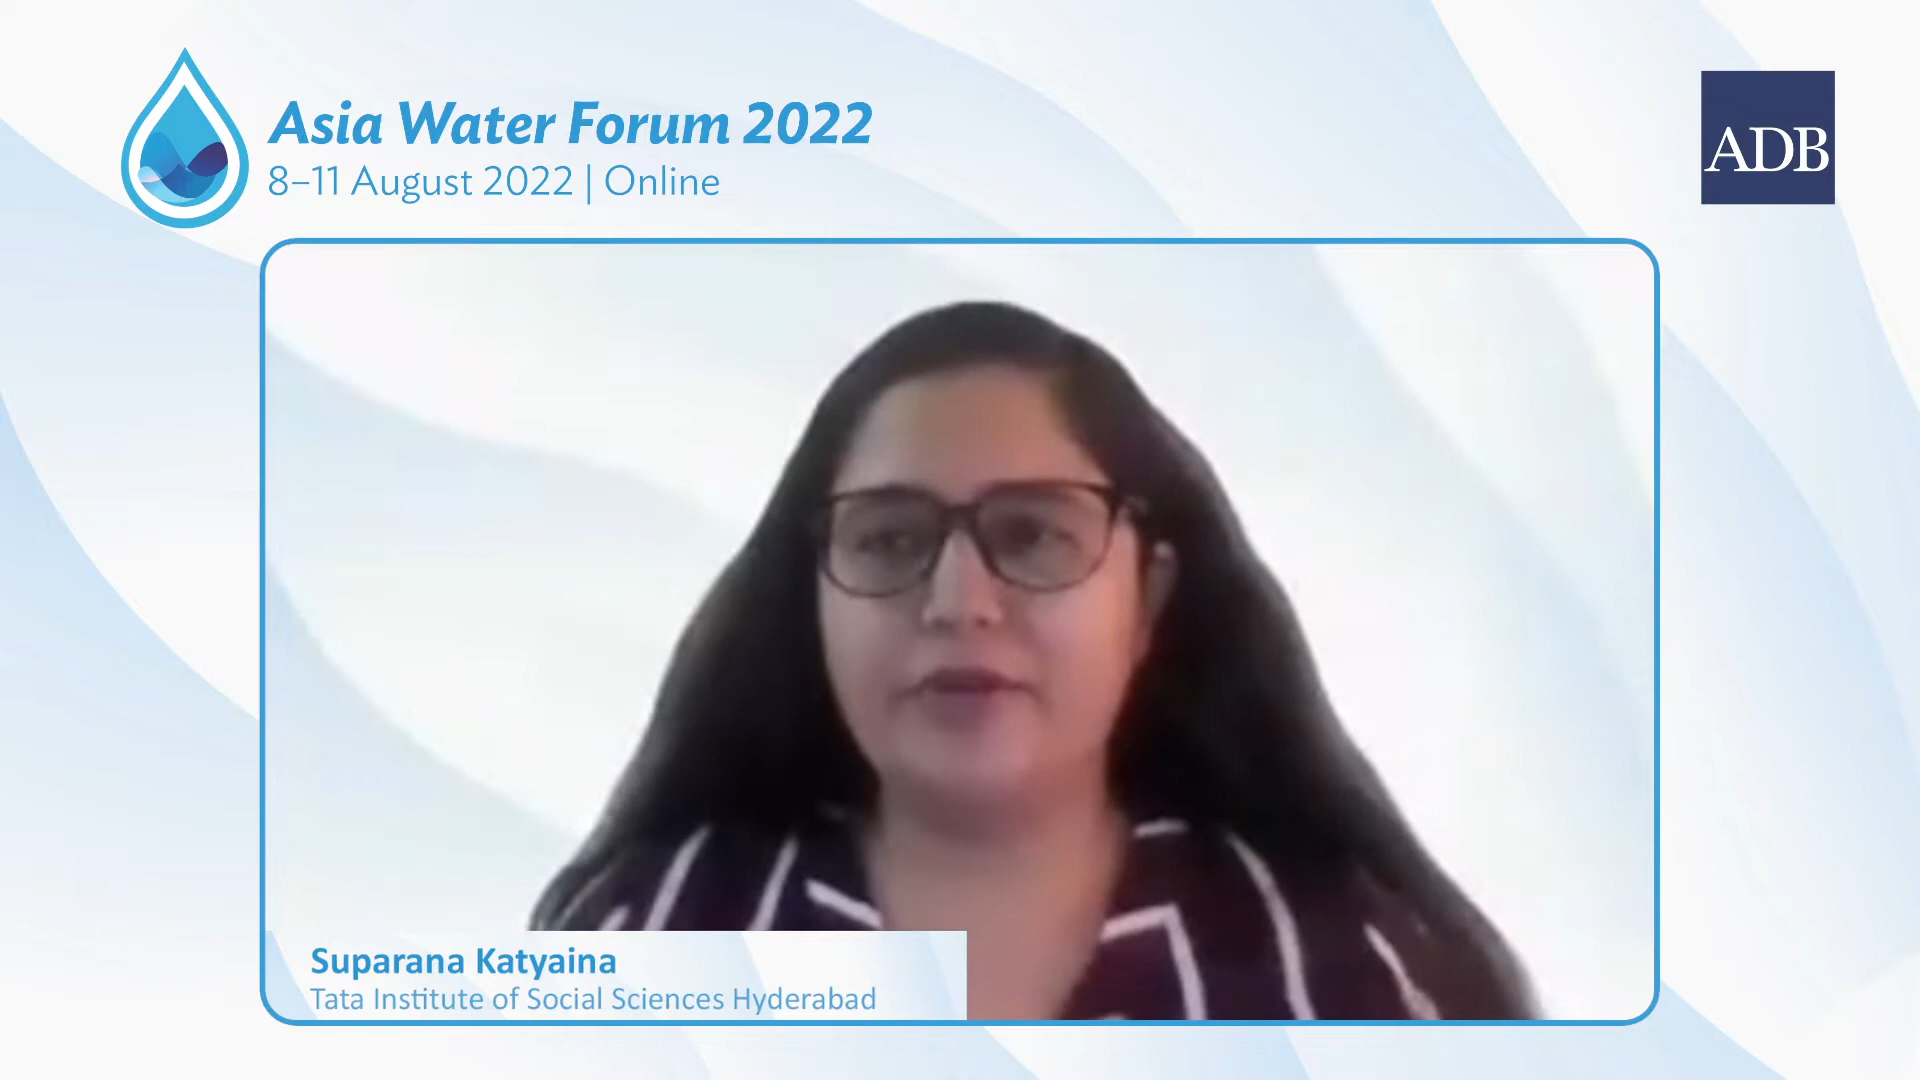 Asia Water Forum 2022
8–11 August 2022 | Online
ADB
Suparana Katyaina
Tata Institute of Social Sciences Hyderabad